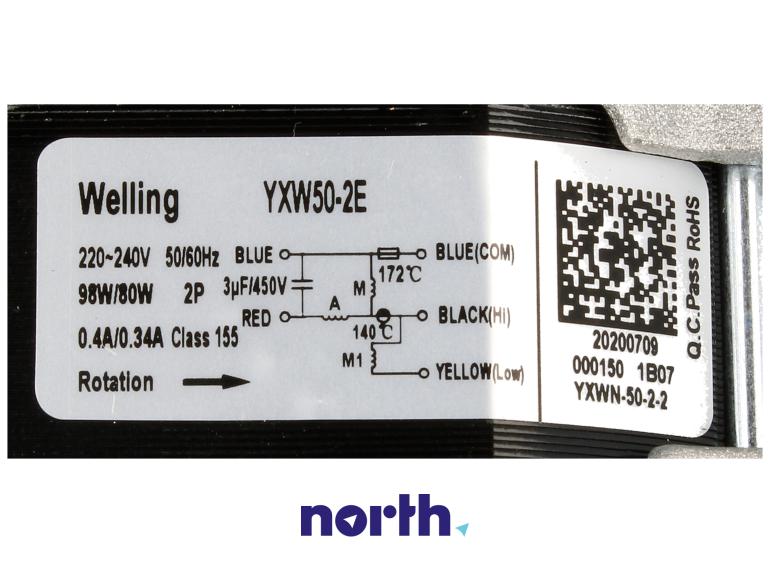 Welling YXW50-2E
220~240V 50/60Hz
98W/80W 2P
0.4A/0.34A Class 155
Rotation
BLUE BLUE(COM)
172℃
3μF/450V M
A
RED BLACK(Hi)
140℃
M1
YELLOW(Low)
20200709
000150 1B07
YXWN-50-2-2
Q.C.Pass RoHS
north